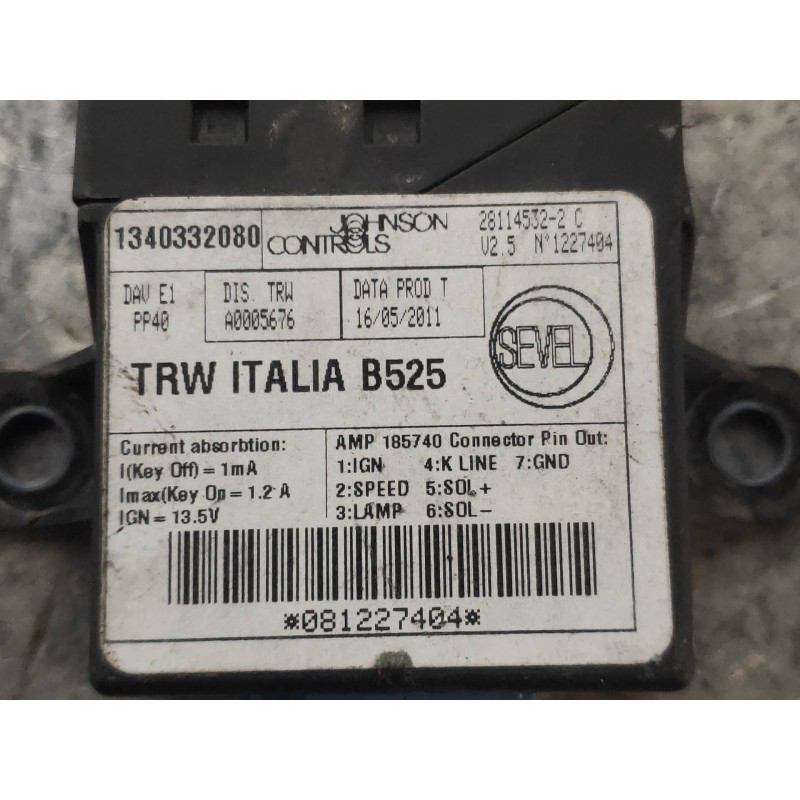 1340332080
JOHNSON CONTROLS
28114532-2 C
V2.5 N°1227404
DAV E1
PP40
DIS. TRW
A0005676
DATA PROD T
16/05/2011
SEVEL
TRW ITALIA B525
Current absorbtion:
I(Key Off)=1mA
Imax(Key On=1.2 A
IGN=13.5V
AMP 185740 Connector Pin Out:
1:IGN 4:K LINE 7:GND
2:SPEED 5:SOL+
3:LAMP 6:SOL-
*081227404*